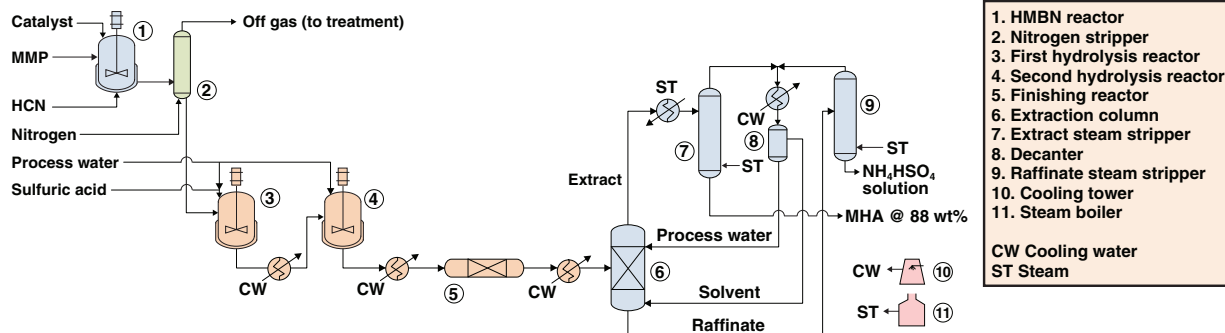 Catalyst
MMP
HCN
Nitrogen
Process water
Sulfuric acid
1
Off gas (to treatment)
2
3
CW
4
CW
5
CW
Extract
ST
7
ST
CW
8
9
ST
NH₄HSO₄
solution
MHA @ 88 wt%
Process water
6
Solvent
Raffinate
CW
10
ST
11
1. HMBN reactor
2. Nitrogen stripper
3. First hydrolysis reactor
4. Second hydrolysis reactor
5. Finishing reactor
6. Extraction column
7. Extract steam stripper
8. Decanter
9. Raffinate steam stripper
10. Cooling tower
11. Steam boiler
CW Cooling water
ST Steam